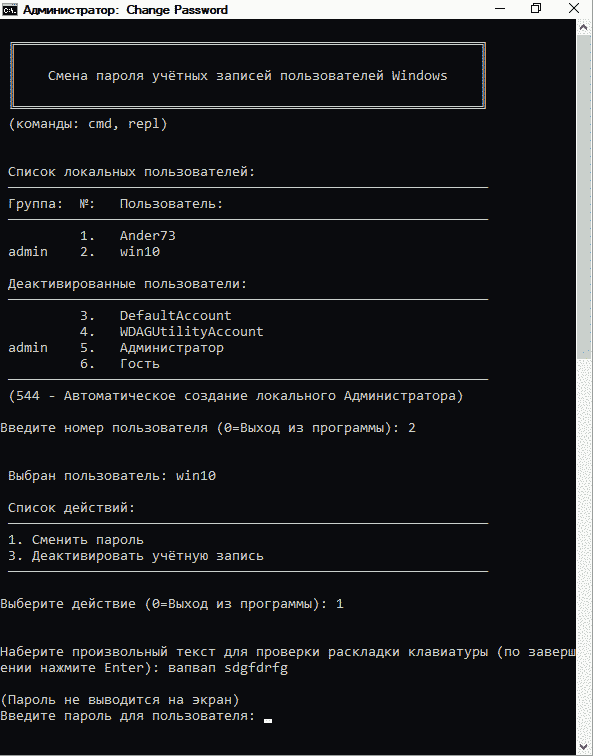 Администратор: Change Password
Смена пароля учётных записей пользователей Windows
(команды: cmd, repl)
Список локальных пользователей:
Группа: №: Пользователь:
1. Ander73
admin 2. win10
Деактивированные пользователи:
3. DefaultAccount
4. WDAGUtilityAccount
admin 5. Администратор
6. Гость
(544 - Автоматическое создание локального Администратора)
Введите номер пользователя (0=Выход из программы): 2
Выбран пользователь: win10
Список действий:
1. Сменить пароль
3. Деактивировать учётную запись
Выберите действие (0=Выход из программы): 1
Наберите произвольный текст для проверки раскладки клавиатуры (по заверш
ении нажмите Enter): вапвап sdgfdrfg
(Пароль не выводится на экран)
Введите пароль для пользователя: